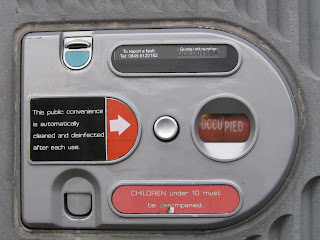 To report a fault Quote unit number
Tel: 0845 6120162
This public convenience
is automatically
cleaned and disinfected
after each use.
OCCUPIED
CHILDREN under 10 must
be accompanied.